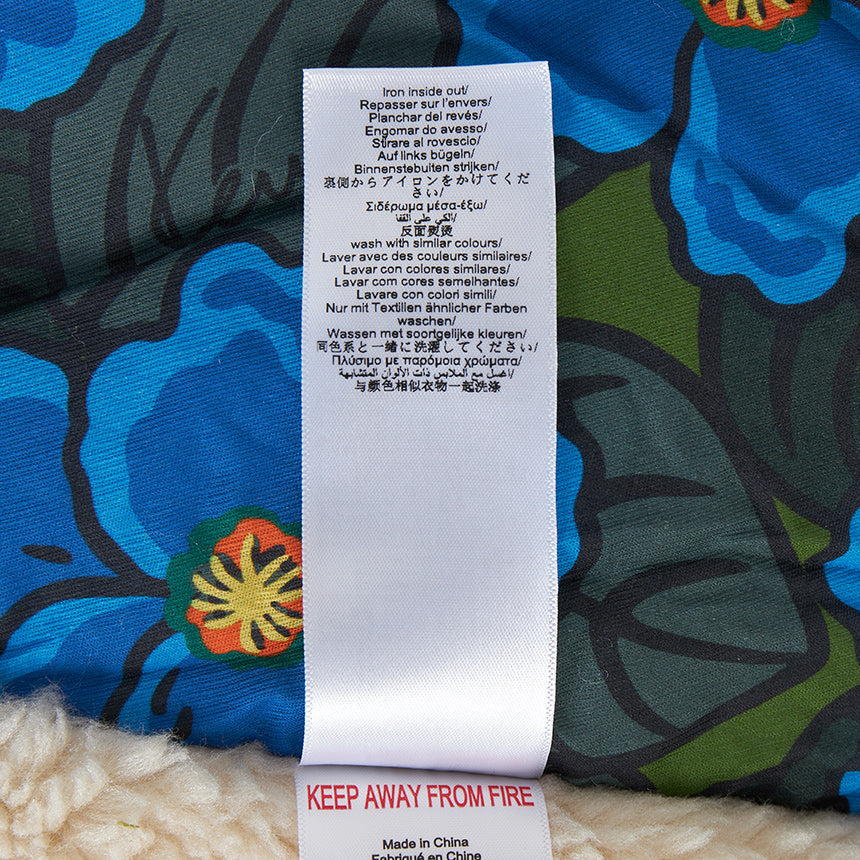 Iron inside out/
Repasser sur l'envers/
Planchar del revés/
Engomar do avesso/
Stirare al rovescio/
Auf links bügeln/
Binnenstebuiten strijken/
裏側からアイロンをかけてくだ
さい/
Σιδέρωμα μέσα-έξω/
الكي على القفا/
反面熨烫
wash with similar colours/
Laver avec des couleurs similaires/
Lavar con colores similares/
Lavar com cores semelhantes/
Lavare con colori simili/
Nur mit Textilien ähnlicher Farben
waschen/
Wassen met soortgelijke kleuren/
同色系と一緒に洗濯してください/
Πλύσιμο με παρόμοια χρώματα/
اغسل مع الملابس ذات الألوان المتشابهة/
与颜色相似衣物一起洗涤
KEEP AWAY FROM FIRE
Made in China
Fabriqué en Chine